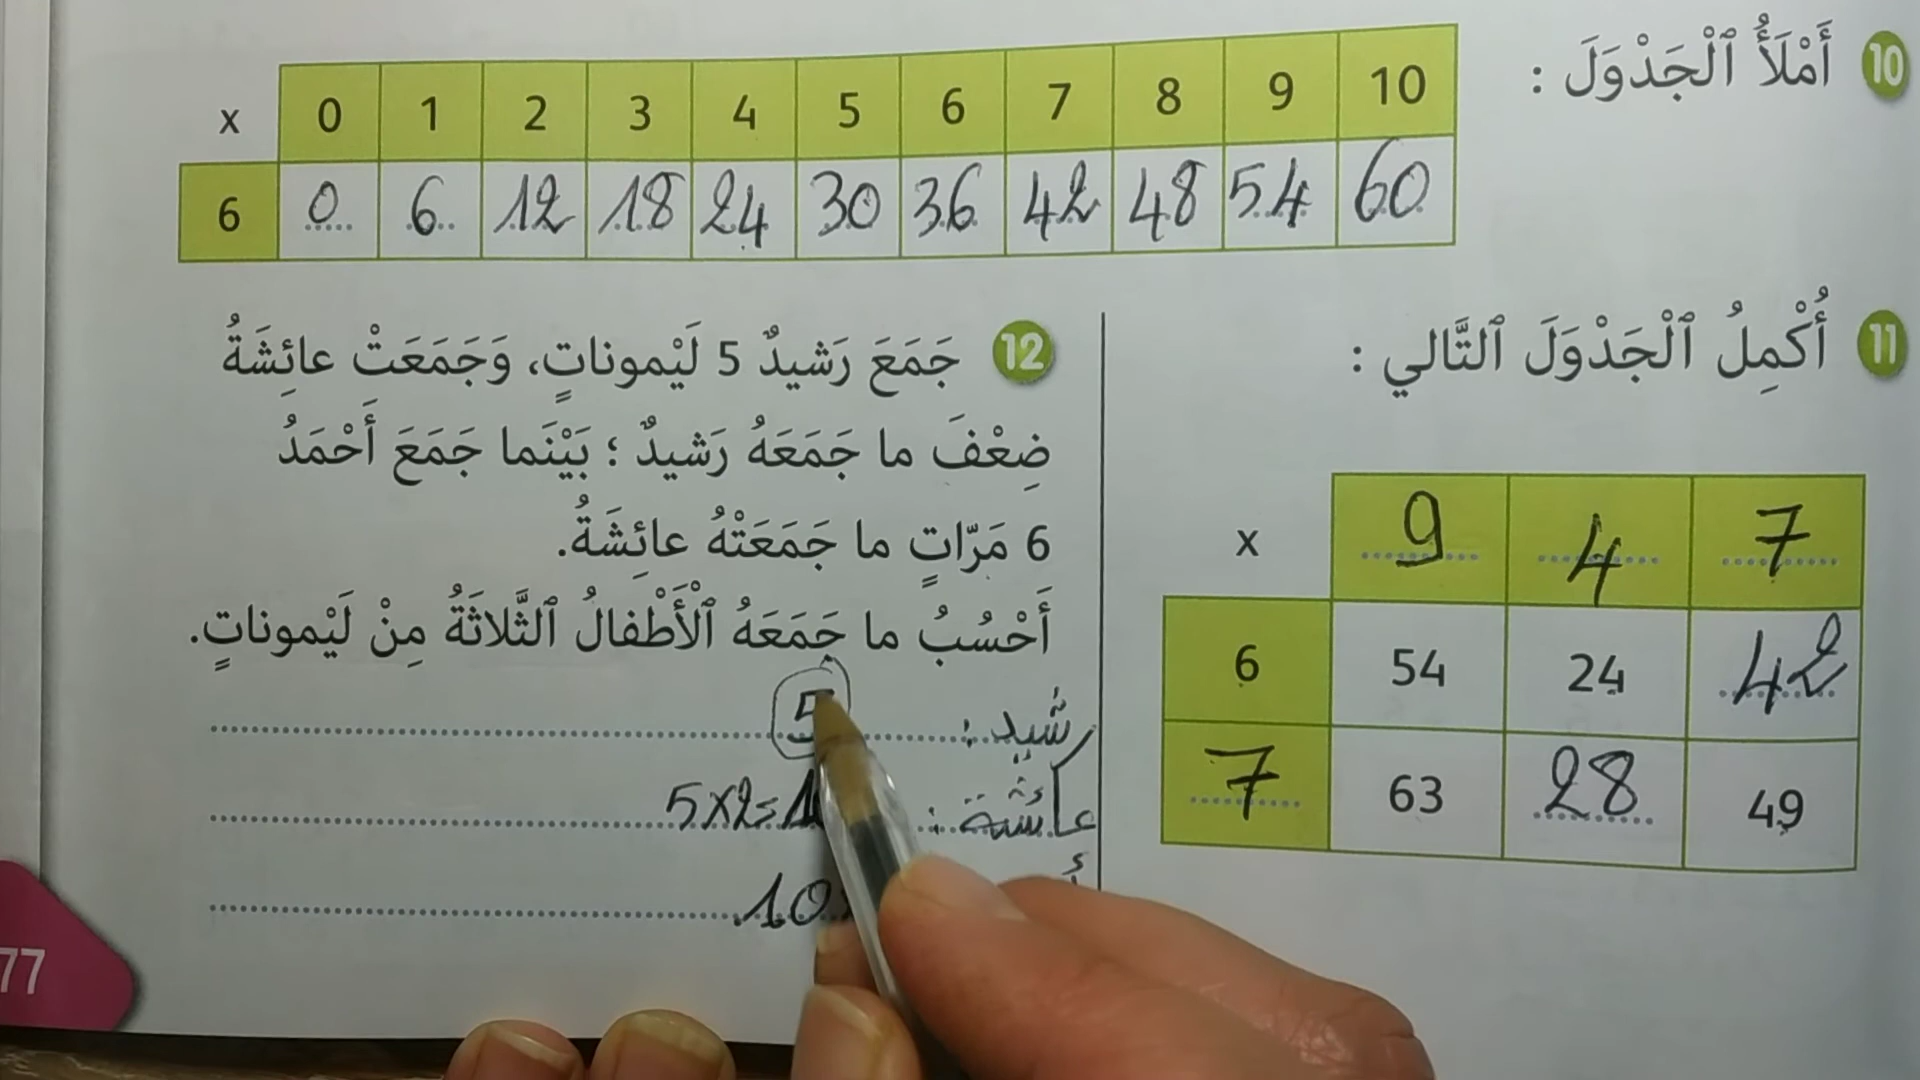 10 أَمْلَأُ ٱلْجَدْوَلَ :
x 0 1 2 3 4 5 6 7 8 9 10
6 0 6 12 18 24 30 36 42 48 54 60
11 أُكْمِلُ ٱلْجَدْوَلَ ٱلتَّالي :
x 9 4 7
6 54 24 42
7 63 28 49
12 جَمَعَ رَشيدٌ 5 لَيْموناتٍ، وَجَمَعَتْ عائِشَةُ
ضِعْفَ ما جَمَعَهُ رَشيدٌ ؛ بَيْنَما جَمَعَ أَحْمَدُ
6 مَرّاتٍ ما جَمَعَتْهُ عائِشَةُ.
أَحْسُبُ ما جَمَعَهُ ٱلْأَطْفالُ ٱلثَّلاثَةُ مِنْ لَيْموناتٍ.
رشيد : 5
عائشة : 5x2=
10
77